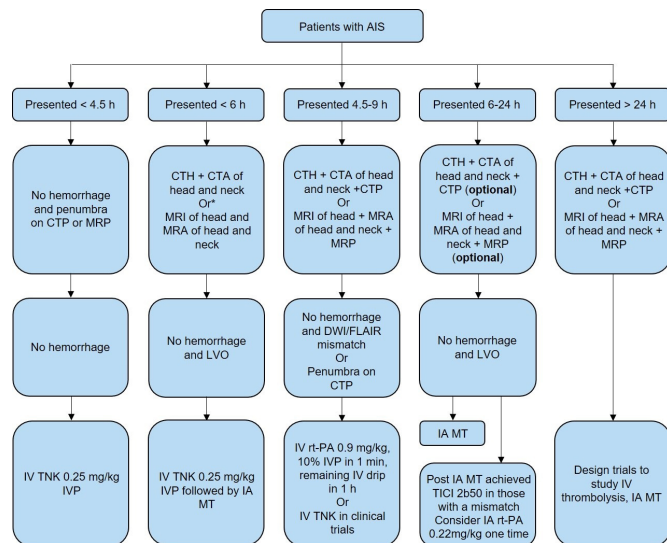 Patients with AIS
Presented < 4.5 h
Presented < 6 h
Presented 4.5-9 h
Presented 6-24 h
Presented > 24 h
No hemorrhage
and penumbra
on CTP or MRP
CTH + CTA of
head and neck
Or*
MRI of head and
MRA of head and
neck
CTH + CTA of head
and neck +CTP
Or
MRI of head + MRA
of head and neck +
MRP
CTH + CTA of
head and neck +
CTP (optional)
Or
MRI of head +
MRA of head and
neck + MRP
(optional)
CTH + CTA of head
and neck +CTP
Or
MRI of head + MRA
of head and neck +
MRP
No hemorrhage
No hemorrhage
and LVO
No hemorrhage
and DWI/FLAIR
mismatch
Or
Penumbra on
CTP
No hemorrhage
and LVO
IV TNK 0.25 mg/kg
IVP
IV TNK 0.25 mg/kg
IVP followed by IA
MT
IV rt-PA 0.9 mg/kg,
10% IVP in 1 min,
remaining IV drip
in 1 h
Or
IV TNK in clinical
trials
IA MT
Post IA MT achieved
TICI 2b50 in those
with a mismatch
Consider IA rt-PA
0.22mg/kg one time
Design trials to
study IV
thrombolysis, IA MT